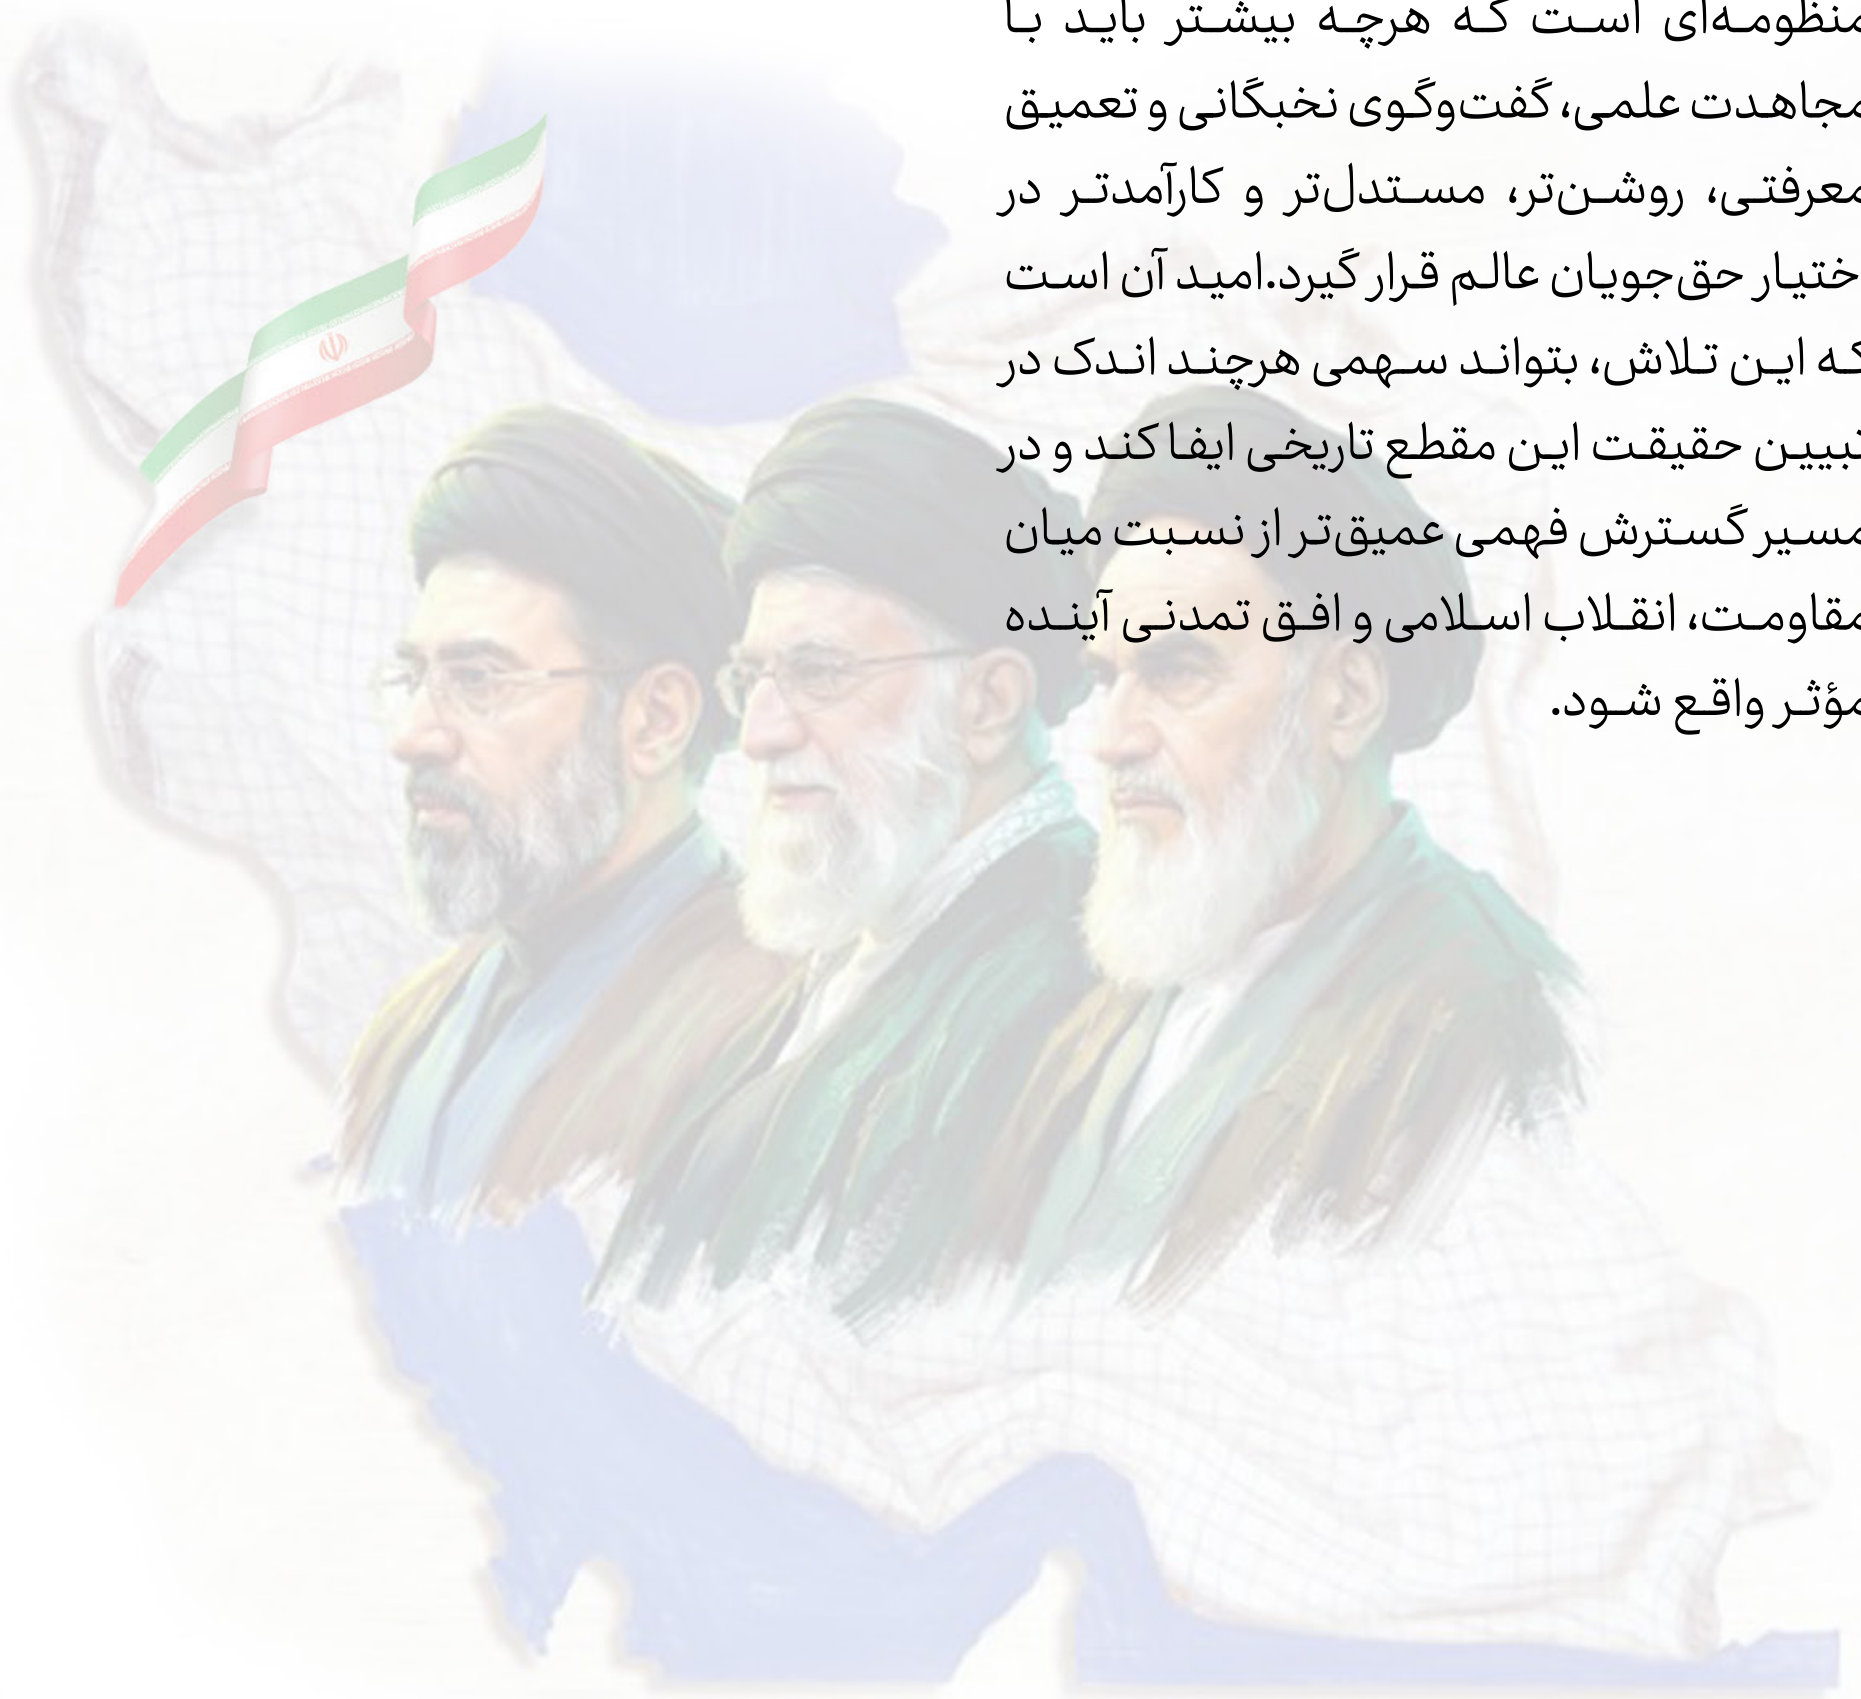 منظومه‌ای است که هرچه بیشتر باید با
مجاهدت علمی، گفت‌وگوی نخبگانی و تعمیق
معرفتی، روشن‌تر، مستدل‌تر و کارآمدتر در
اختیار حق‌جویان عالم قرار گیرد.امید آن است
که این تلاش، بتواند سهمی هرچند اندک در
تبیین حقیقت این مقطع تاریخی ایفا کند و در
مسیر گسترش فهمی عمیق‌تر از نسبت میان
مقاومت، انقلاب اسلامی و افق تمدنی آینده
مؤثر واقع شود.